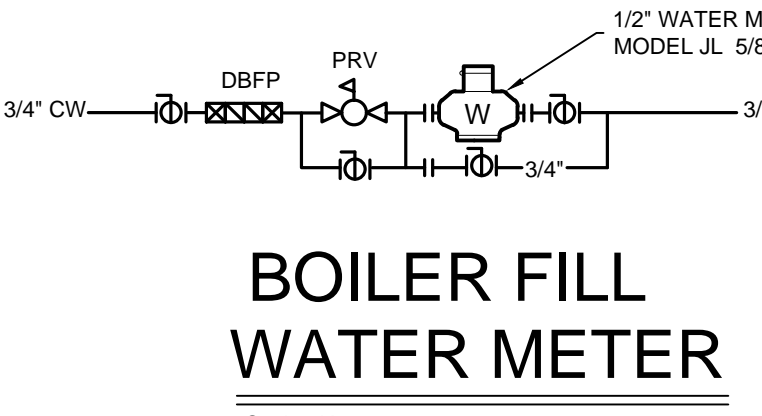 1/2" WATER M
MODEL JL 5/8
PRV
DBFP
3/4" CW
W
3/
3/4"
BOILER FILL
WATER METER